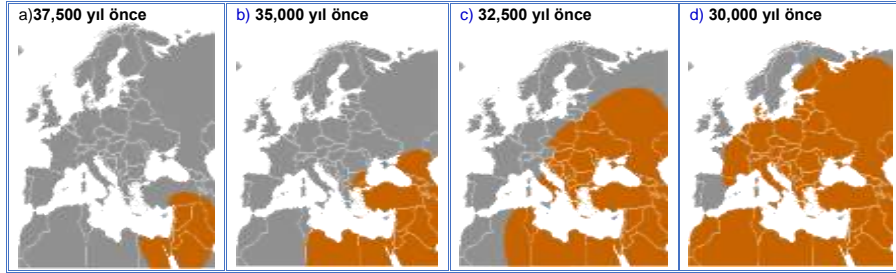 a)37,500 yıl önce
b) 35,000 yıl önce
c) 32,500 yıl önce
d) 30,000 yıl önce